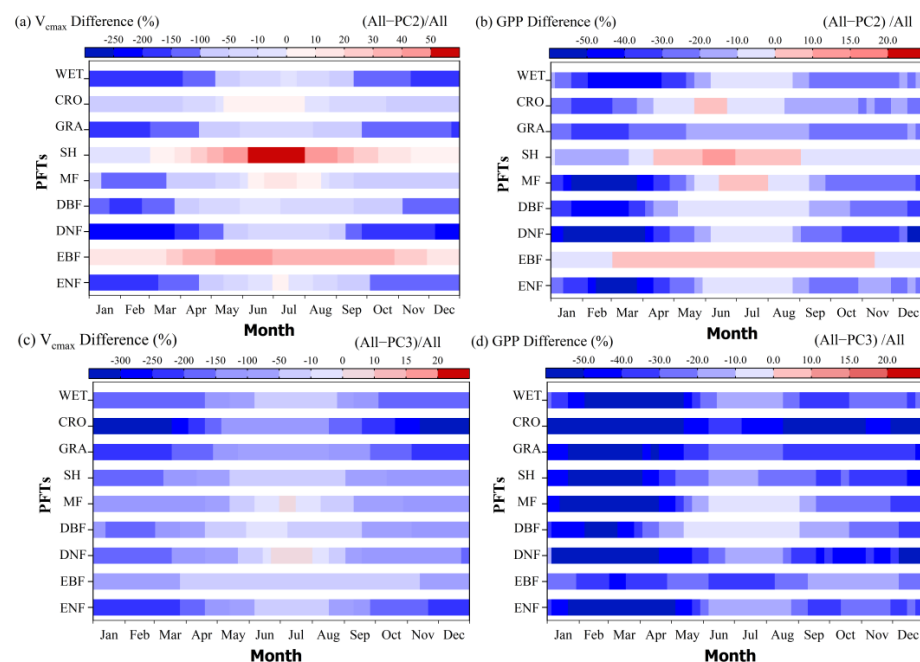 (a) Vcmax Difference (%) (All−PC2)/All
-250 -200 -150 -100 -50 -10 0 10 20 30 40 50
PFTs
WET
CRO
GRA
SH
MF
DBF
DNF
EBF
ENF
Jan Feb Mar Apr May Jun Jul Aug Sep Oct Nov Dec
Month
(b) GPP Difference (%) (All−PC2) /All
-50.0 -40.0 -30.0 -20.0 -10.0 0.0 10.0 15.0 20.0
PFTs
WET
CRO
GRA
SH
MF
DBF
DNF
EBF
ENF
Jan Feb Mar Apr May Jun Jul Aug Sep Oct Nov Dec
Month
(c) Vcmax Difference (%) (All−PC3)/All
-300 -250 -200 -150 -100 -50 -10 0 10 15 20
PFTs
WET
CRO
GRA
SH
MF
DBF
DNF
EBF
ENF
Jan Feb Mar Apr May Jun Jul Aug Sep Oct Nov Dec
Month
(d) GPP Difference (%) (All−PC3) /All
-50.0 -40.0 -30.0 -20.0 -10.0 0.0 10.0 15.0 20.0
PFTs
WET
CRO
GRA
SH
MF
DBF
DNF
EBF
ENF
Jan Feb Mar Apr May Jun Jul Aug Sep Oct Nov Dec
Month